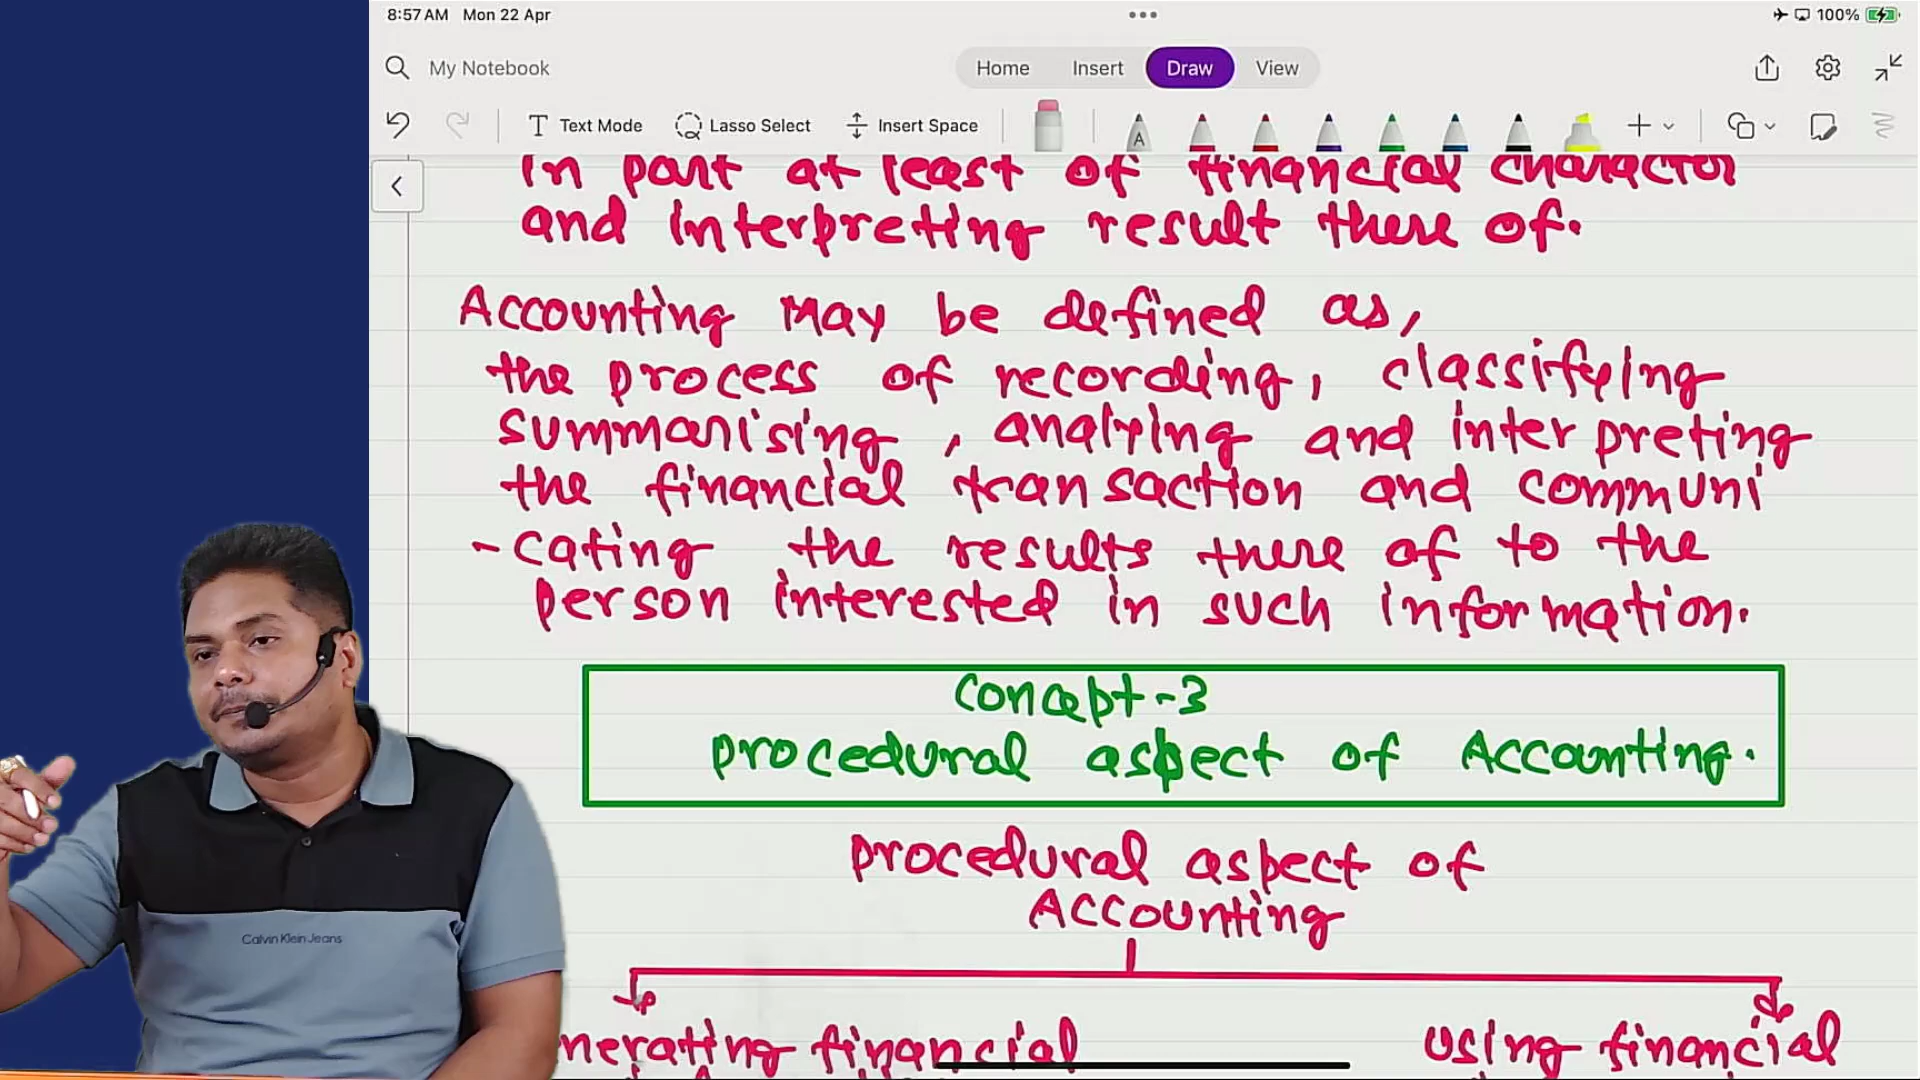 8:57 AM Mon 22 Apr
100%
My Notebook
Home Insert Draw View
Text Mode Lasso Select Insert Space
A
in part at least of financial character
and interpreting result there of.
Accounting may be defined as,
the process of recording, classifying
summarising, analying and interpreting
the financial transaction and communi
-cating the results there of to the
person interested in such information.
concept-3
procedural aspect of Accounting.
procedural aspect of
Accounting
nerating financial using financial
Calvin Klein Jeans